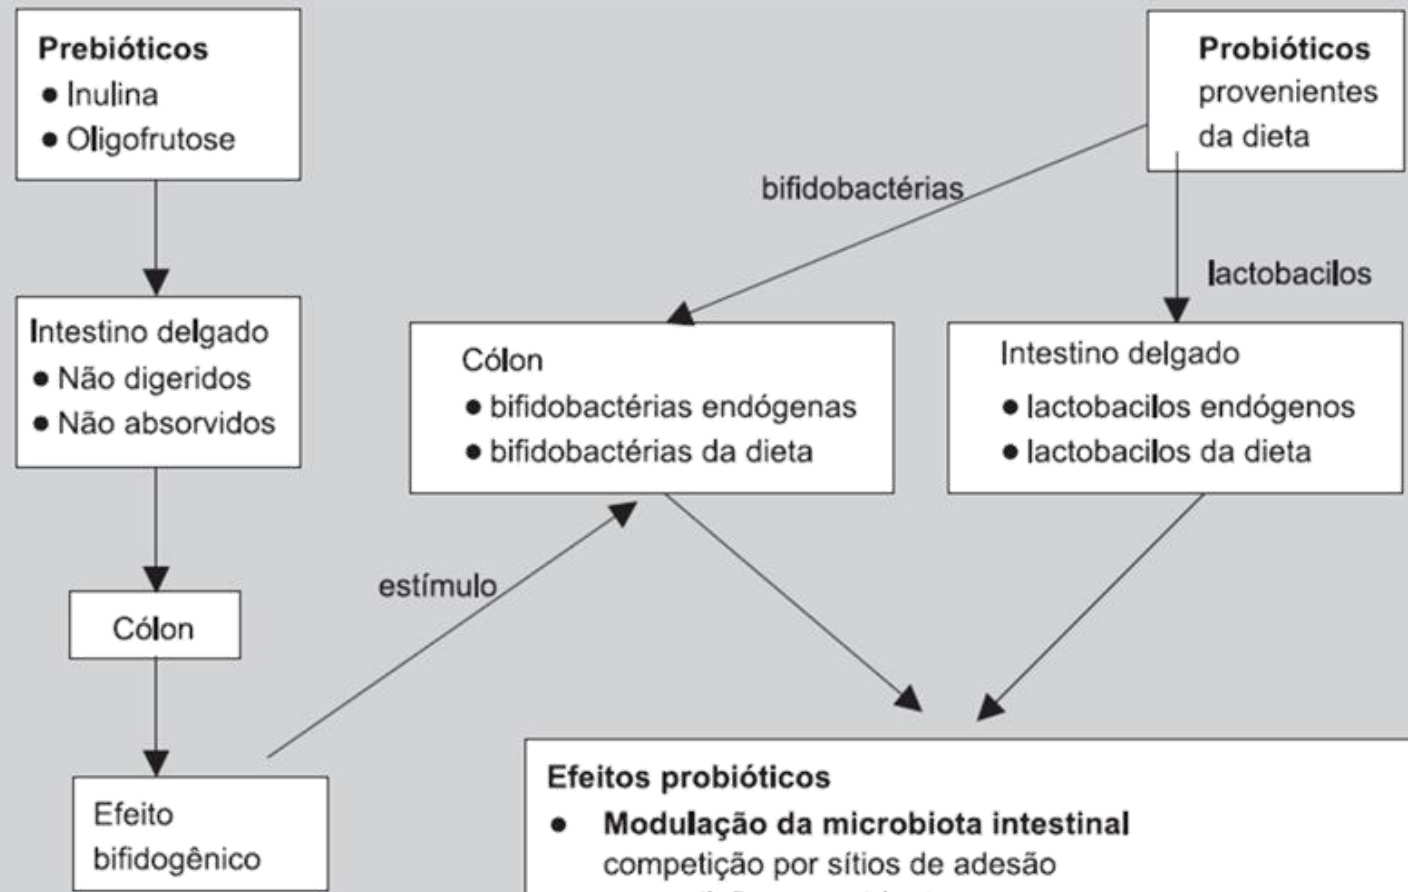 Prebióticos
● Inulina
● Oligofrutose
Probióticos
provenientes
da dieta
bifidobactérias
lactobacilos
Intestino delgado
● Não digeridos
● Não absorvidos
Cólon
● bifidobactérias endógenas
● bifidobactérias da dieta
Intestino delgado
● lactobacilos endógenos
● lactobacilos da dieta
estímulo
Cólon
Efeito
bifidogênico
Efeitos probióticos
● Modulação da microbiota intestinal
competição por sítios de adesão